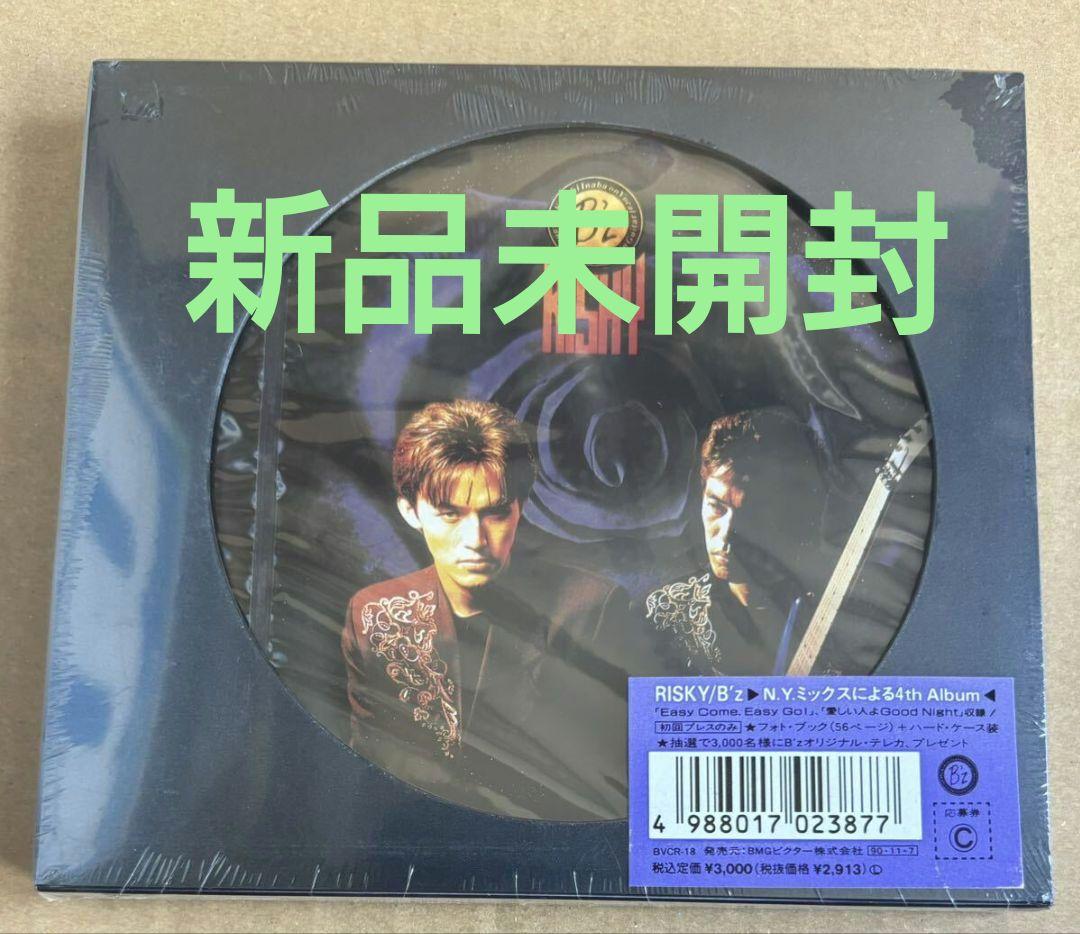 新品未開封
Inaba on Vocal
B'z
Guitar
RISKY
RISKY/B'z▶N.Y.ミックスによる4th Album◀
「Easy Come, Easy Go!」、「愛しい人よGood Night」収録/
初回プレスのみ ★フォト・ブック(56ページ)+ハード・ケース装
★抽選で3,000名様にB'zオリジナル・テレカ、プレゼント
B'z
4 988017 023877
応募券
C
BVCR-18 発売元:BMGビクター株式会社 90・11・7
税込定価¥3,000(税抜価格¥2,913)Ⓛ